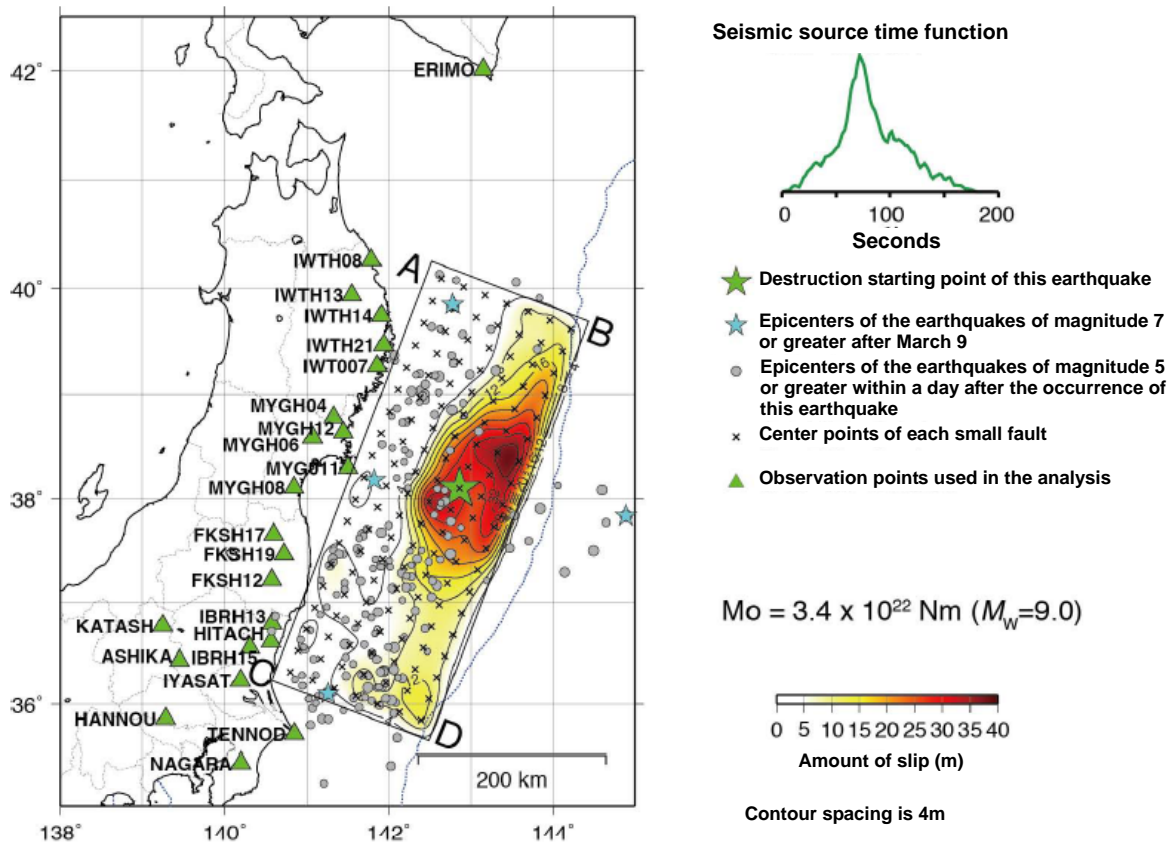 Seismic source time function
0 100 200
Seconds
Destruction starting point of this earthquake
Epicenters of the earthquakes of magnitude 7
or greater after March 9
Epicenters of the earthquakes of magnitude 5
or greater within a day after the occurrence of
this earthquake
Center points of each small fault
Observation points used in the analysis
Mo = 3.4 x 10²² Nm (Mw=9.0)
0 5 10 15 20 25 30 35 40
Amount of slip (m)
Contour spacing is 4m
42°
40°
38°
36°
138° 140° 142° 144°
ERIMO
IWTH08
IWTH13
IWTH14
IWTH21
IWT007
MYGH04
MYGH12
MYGH06
MYG011
MYGH08
FKSH17
FKSH19
FKSH12
IBRH13
KATASH
HITACH
ASHIKA
IBRH15
IYASAT
HANNOU
TENNOD
NAGARA
A
B
C
D
12
16
4
200 km